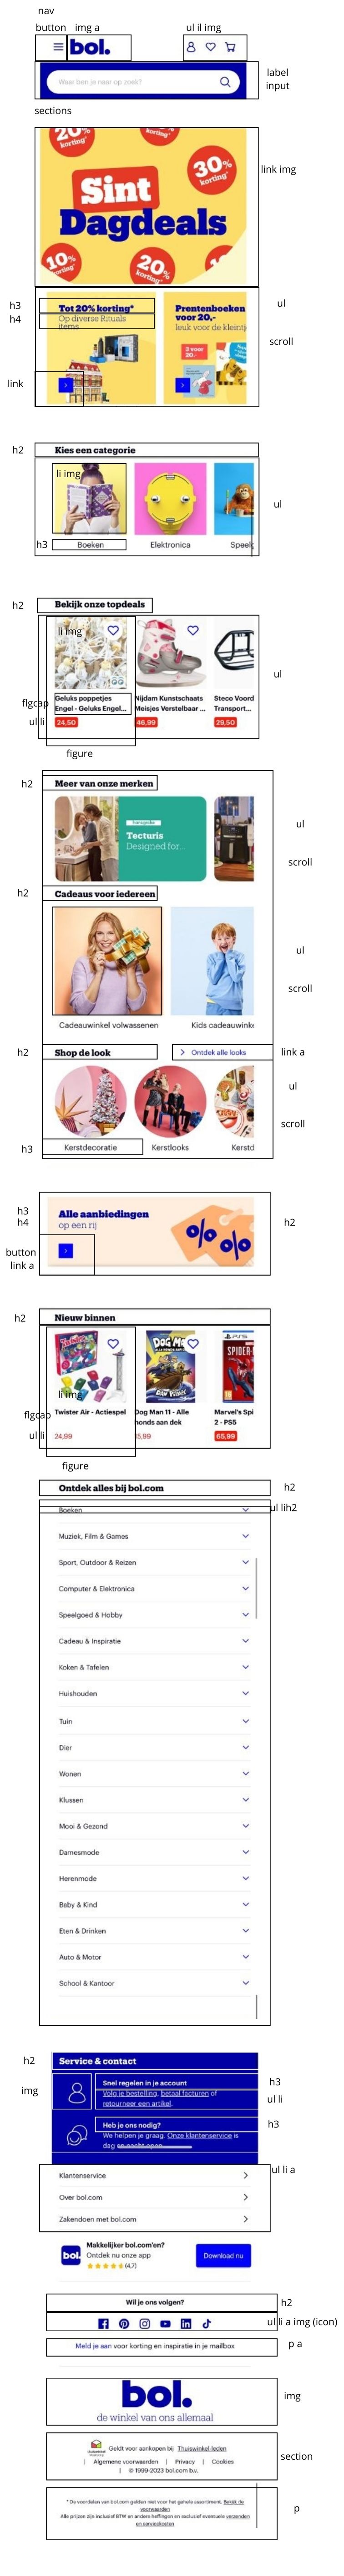 nav
button img a ul il img
bol.
Waar ben je naar op zoek?
label
input
sections
20%
korting*
korting*
30%
korting*
Sint
Dagdeals
10%
korting*
20%
korting*
link img
h3
h4
Tot 20% korting*
Op diverse Rituals
items
Prentenboeken
voor 20,-
leuk voor de kleintj
3 voor
20.
ul
scroll
link
h2
Kies een categorie
li img
ul
h3
Boeken
Elektronica
Speelg
h2
Bekijk onze topdeals
li img
ul
figcap
Geluks poppetjes
Engel - Geluks Engel...
Nijdam Kunstschaats
Meisjes Verstelbaar ...
Steco Voord
Transport...
ul li
24,50
46,99
29,50
figure
h2
Meer van onze merken
Tecturis
Designed for...
ul
scroll
h2
Cadeaus voor iedereen
ul
scroll
Cadeauwinkel volwassenen
Kids cadeauwink
h2
Shop de look
Ontdek alle looks
link a
ul
scroll
h3
Kerstdecoratie
Kerstlooks
Kerstd
h3
h4
Alle aanbiedingen
op een rij
%
%
h2
button
link a
h2
Nieuw binnen
DOG MAN
PS5
SPIDER-
li img
figcap
Twister Air - Actiespel
Dog Man 11 - Alle
honds aan dek
Marvel's Spi
2 - PS5
ul li
24,99
15,99
65,99
figure
Ontdek alles bij bol.com
h2
Boeken
ul lih2
Muziek, Film & Games
Sport, Outdoor & Reizen
Computer & Elektronica
Speelgoed & Hobby
Cadeau & Inspiratie
Koken & Tafelen
Huishouden
Tuin
Dier
Wonen
Klussen
Mooi & Gezond
Damesmode
Herenmode
Baby & Kind
Eten & Drinken
Auto & Motor
School & Kantoor
h2
Service & contact
img
Snel regelen in je account
h3
Volg je bestelling, betaal facturen of
retourneer een artikel.
ul li
Heb je ons nodig?
h3
We helpen je graag. Onze klantenservice is
dag en nacht open.
Klantenservice
ul li a
Over bol.com
Zakendoen met bol.com
bol.
Makkelijker bol.com'en?
Ontdek nu onze app
(4,7)
Download nu
Wil je ons volgen?
h2
ul li a img (icon)
Meld je aan voor korting en inspiratie in je mailbox
p a
bol.
de winkel van ons allemaal
img
Geldt voor aankopen bij Thuiswinkel-leden
| Algemene voorwaarden | Privacy | Cookies
| © 1999-2023 bol.com b.v.
section
* De voordelen van bol.com gelden niet voor het gehele assortiment. Bekijk de
voorwaarden
Alle prijzen zijn inclusief BTW en andere heffingen en exclusief eventuele verzenden
en servicekosten
p